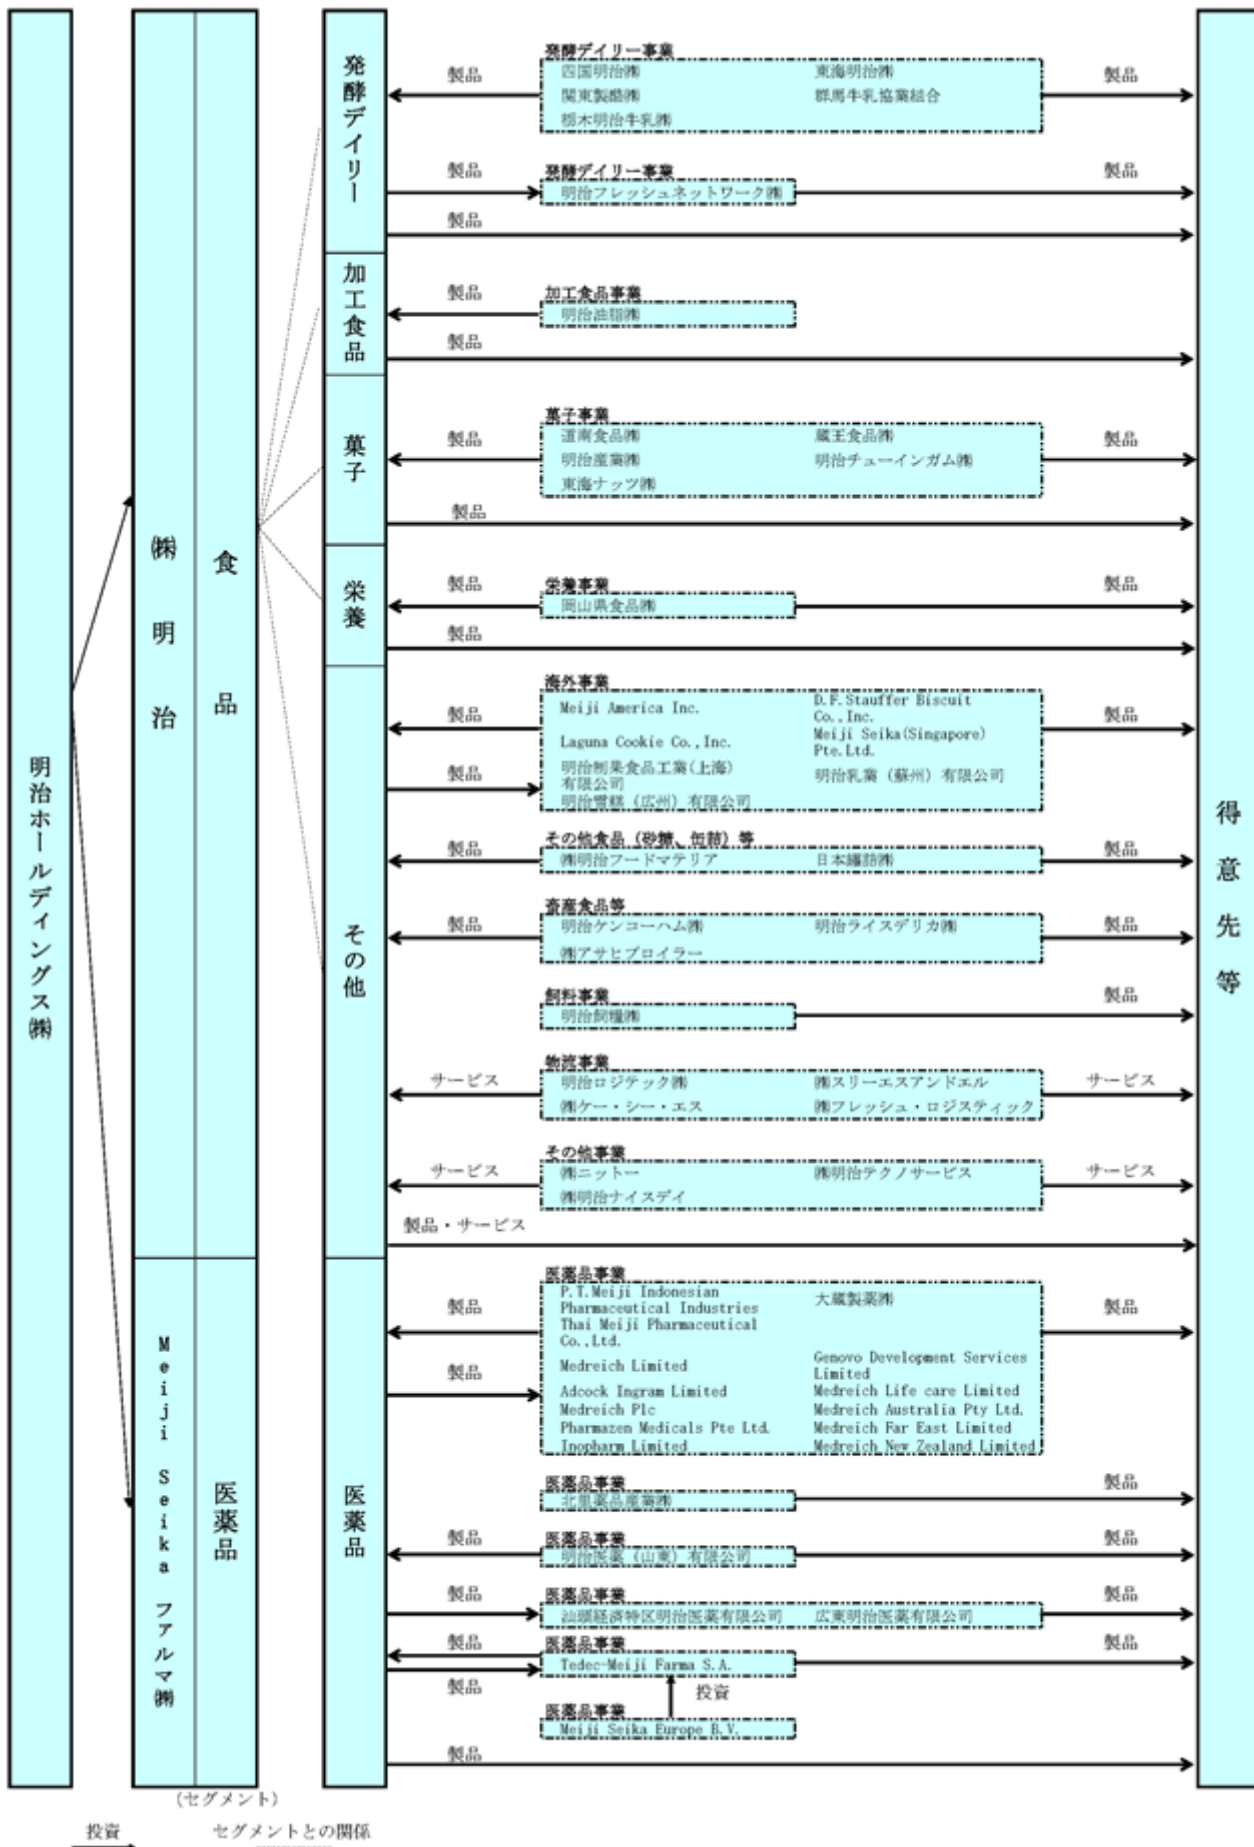 明治ホールディングス㈱
㈱明治
食品
Meiji Seika ファルマ㈱
医薬品
得意先等
発酵デイリー
発酵デイリー事業
製品
四国明治㈱
東海明治㈱
製品
関東製酪㈱
群馬牛乳協業組合
栃木明治牛乳㈱
発酵デイリー事業
製品
明治フレッシュネットワーク㈱
製品
製品
加工食品
加工食品事業
製品
明治油脂㈱
製品
菓子
菓子事業
製品
道南食品㈱
蔵王食品㈱
製品
明治産業㈱
明治チューインガム㈱
東海ナッツ㈱
製品
栄養
栄養事業
製品
岡山県食品㈱
製品
製品
その他
海外事業
製品
Meiji America Inc.
D.F.Stauffer Biscuit
Co.,Inc.
製品
Laguna Cookie Co.,Inc.
Meiji Seika(Singapore)
Pte.Ltd.
製品
明治制果食品工業(上海)
有限公司
明治乳業（蘇州）有限公司
明治雪糕（広州）有限公司
その他食品（砂糖、缶詰）等
製品
㈱明治フードマテリア
日本罐詰㈱
製品
畜産食品等
製品
明治ケンコーハム㈱
明治ライスデリカ㈱
製品
㈱アサヒブロイラー
飼料事業
明治飼糧㈱
製品
物流事業
サービス
明治ロジテック㈱
㈱スリーエスアンドエル
サービス
㈱ケー・シー・エス
㈱フレッシュ・ロジスティック
その他事業
サービス
㈱ニットー
㈱明治テクノサービス
サービス
㈱明治ナイスデイ
製品・サービス
医薬品
医薬品事業
製品
P.T.Meiji Indonesian
Pharmaceutical Industries
大蔵製薬㈱
製品
Thai Meiji Pharmaceutical
Co.,Ltd.
製品
Medreich Limited
Genovo Development Services
Limited
Adcock Ingram Limited
Medreich Life care Limited
Medreich Plc
Medreich Australia Pty Ltd.
Pharmazen Medicals Pte Ltd.
Medreich Far East Limited
Inopharm Limited
Medreich New Zealand Limited
医薬品事業
北里薬品産業㈱
製品
医薬品事業
製品
明治医薬（山東）有限公司
製品
医薬品事業
製品
汕頭経済特区明治医薬有限公司
広東明治医薬有限公司
製品
医薬品事業
製品
Tedec-Meiji Farma S.A.
製品
製品
投資
医薬品事業
Meiji Seika Europe B.V.
製品
(セグメント)
投資
セグメントとの関係